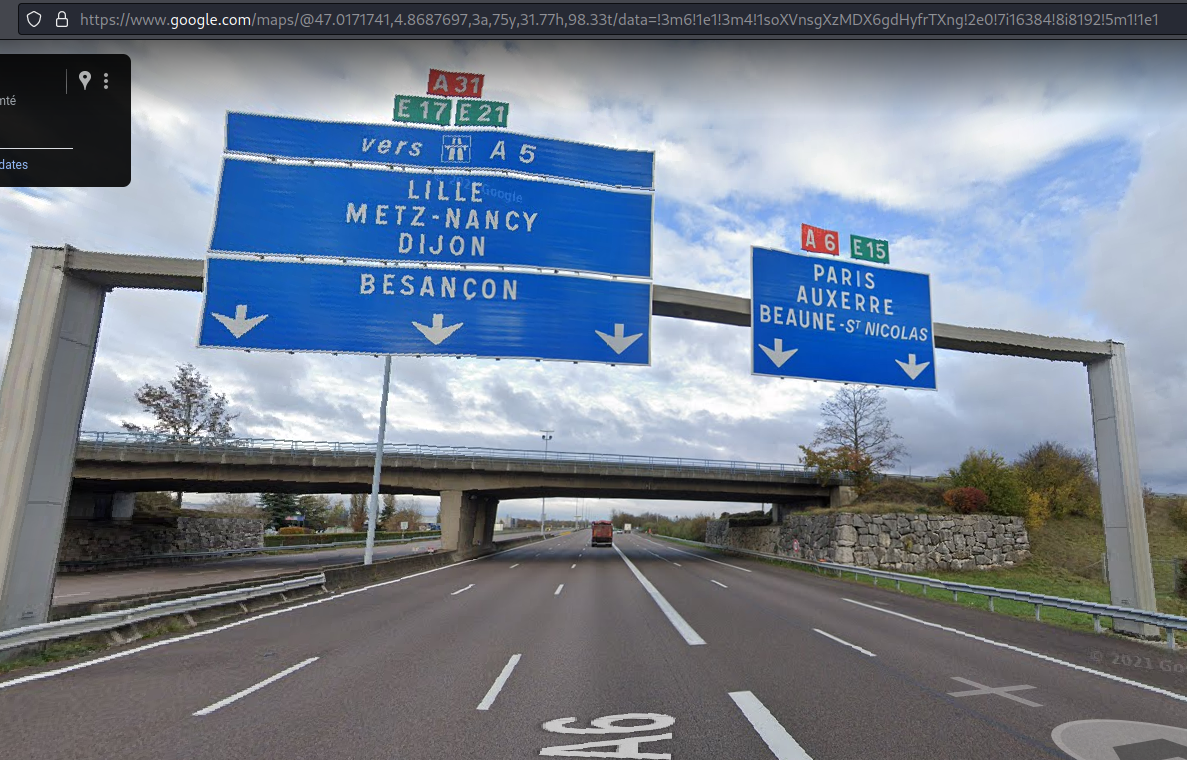 https://www.google.com/maps/@47.0171741,4.8687697,3a,75y,31.77h,98.33t/data=!3m6!1e1!3m4!1soXVnsgXzMDX6gdHyfrTXng!2e0!7i16384!8i8192!5m1!1e1
nté
dates
A 31
E 17 E 21
vers A 5
LILLE
METZ-NANCY
DIJON
BESANÇON
A 6 E 15
PARIS
AUXERRE
BEAUNE-ST NICOLAS
A6
© 2021 Goo